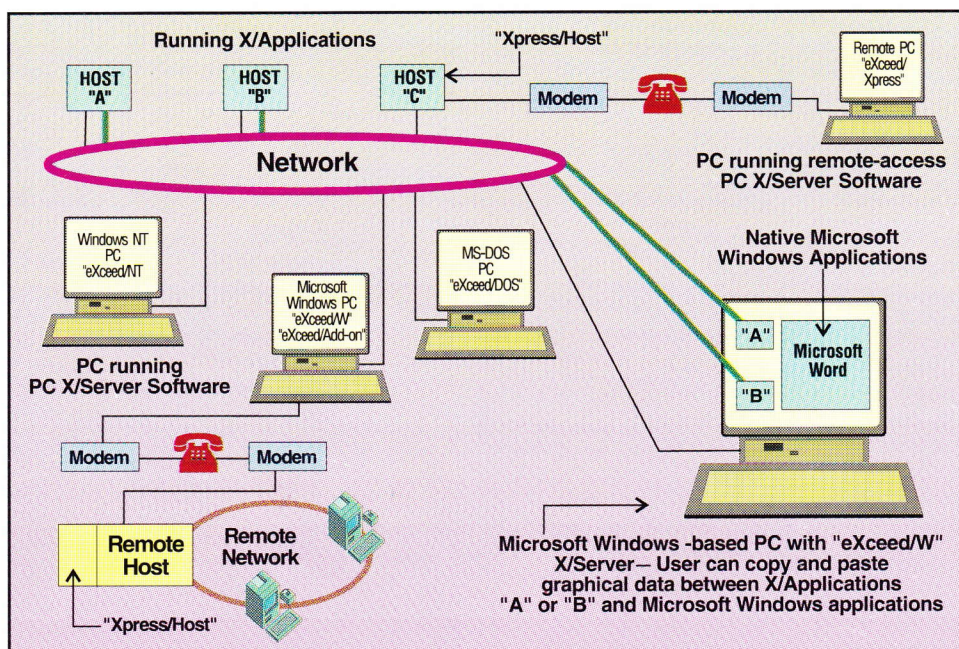 Running X/Applications
"Xpress/Host"
HOST
"A"
HOST
"B"
HOST
"C"
Modem
Modem
Remote PC
"eXceed/
Xpress"
PC running remote-access
PC X/Server Software
Network
Windows NT
PC
"eXceed/NT
Microsoft
Windows PC
"eXceed/W"
"eXceed/Add-on"
MS-DOS
PC
"eXceed/DOS"
PC running
PC X/Server Software
Native Microsoft
Windows Applications
"A"
"B"
Microsoft
Word
Modem
Modem
Remote
Host
Remote
Network
"Xpress/Host"
Microsoft Windows -based PC with "eXceed/W"
X/Server— User can copy and paste
graphical data between X/Applications
"A" or "B" and Microsoft Windows applications